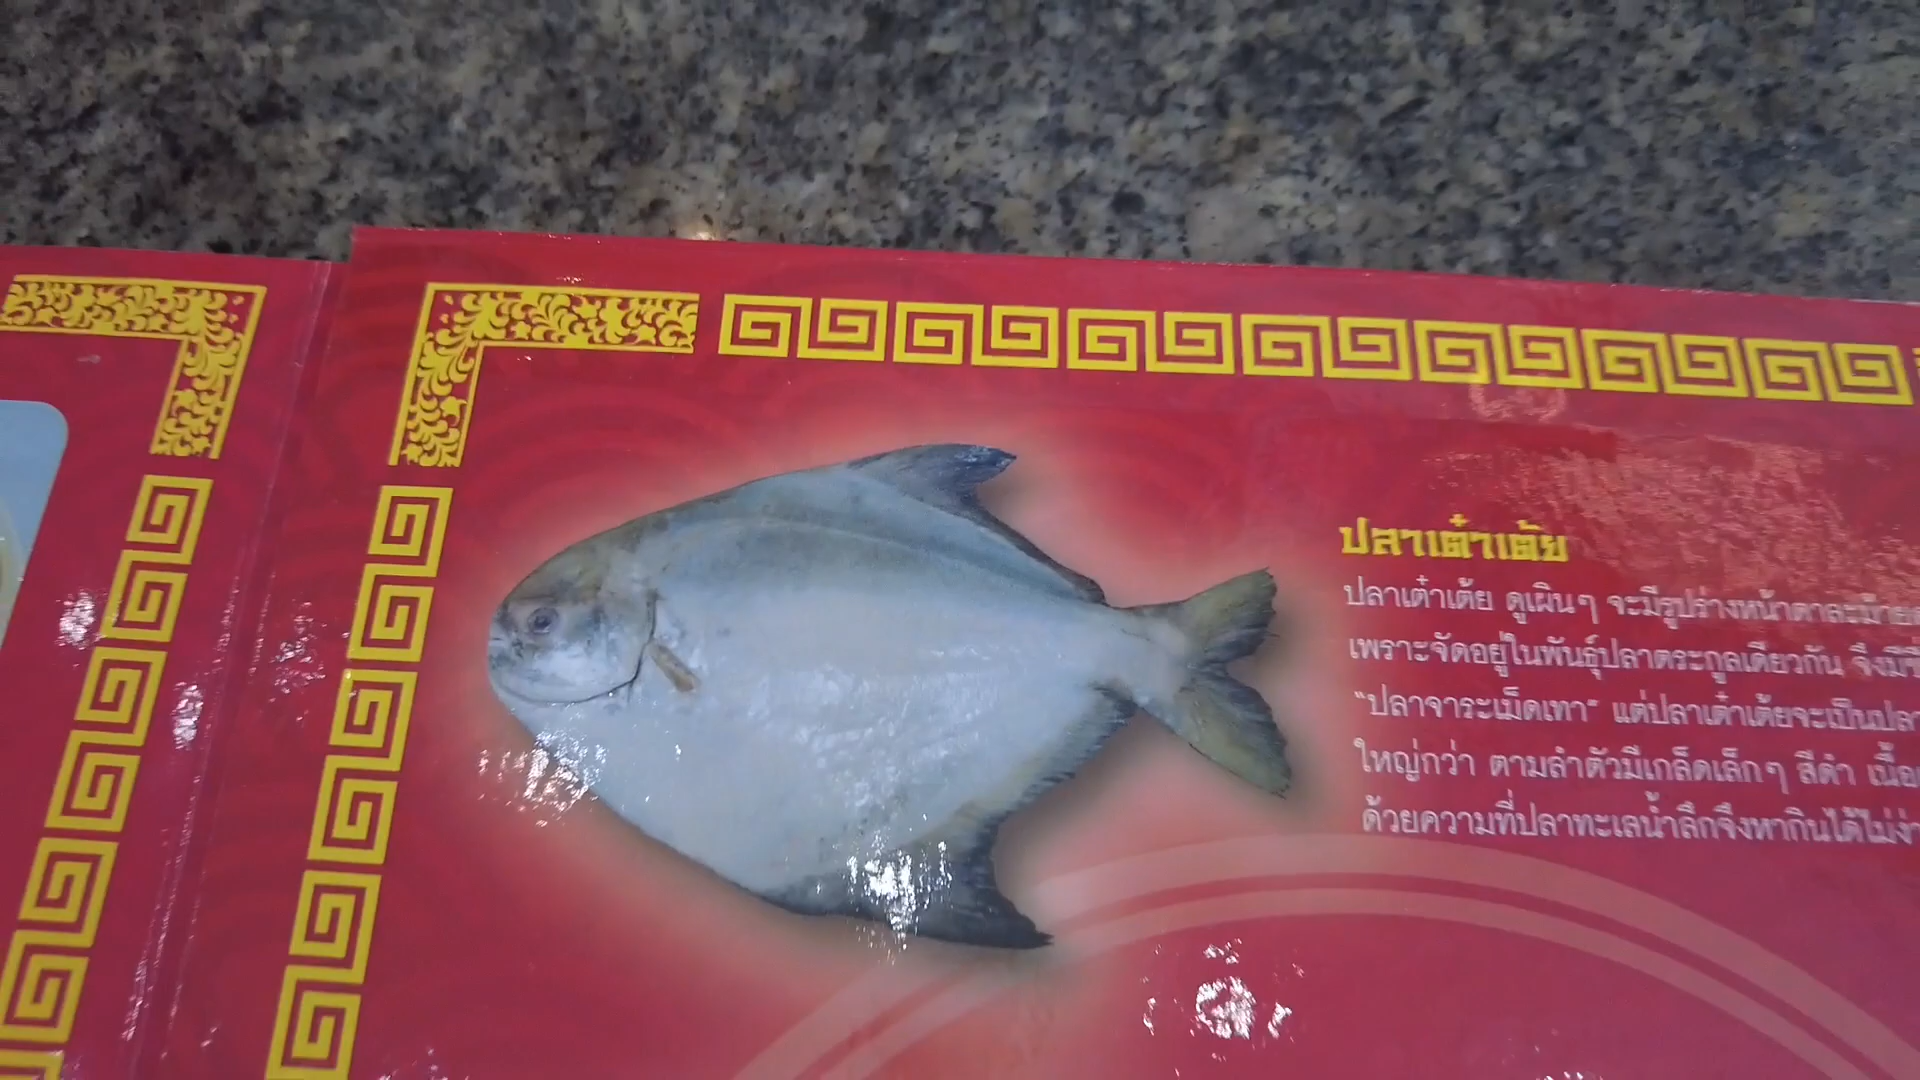 ปลาเต๋าเต้ย
ปลาเต๋าเต้ย ดูเผินๆ จะมีรูปร่างหน้าตาละม้าย
เพราะจัดอยู่ในพันธุ์ปลาตระกูลเดียวกัน จึงมี
"ปลาจาระเม็ดเทา" แต่ปลาเต๋าเต้ยจะเป็นปลา
ใหญ่กว่า ตามลำตัวมีเกล็ดเล็กๆ สีดำ
ด้วยความที่ปลาทะเลน้ำลึกจึงหากินได้